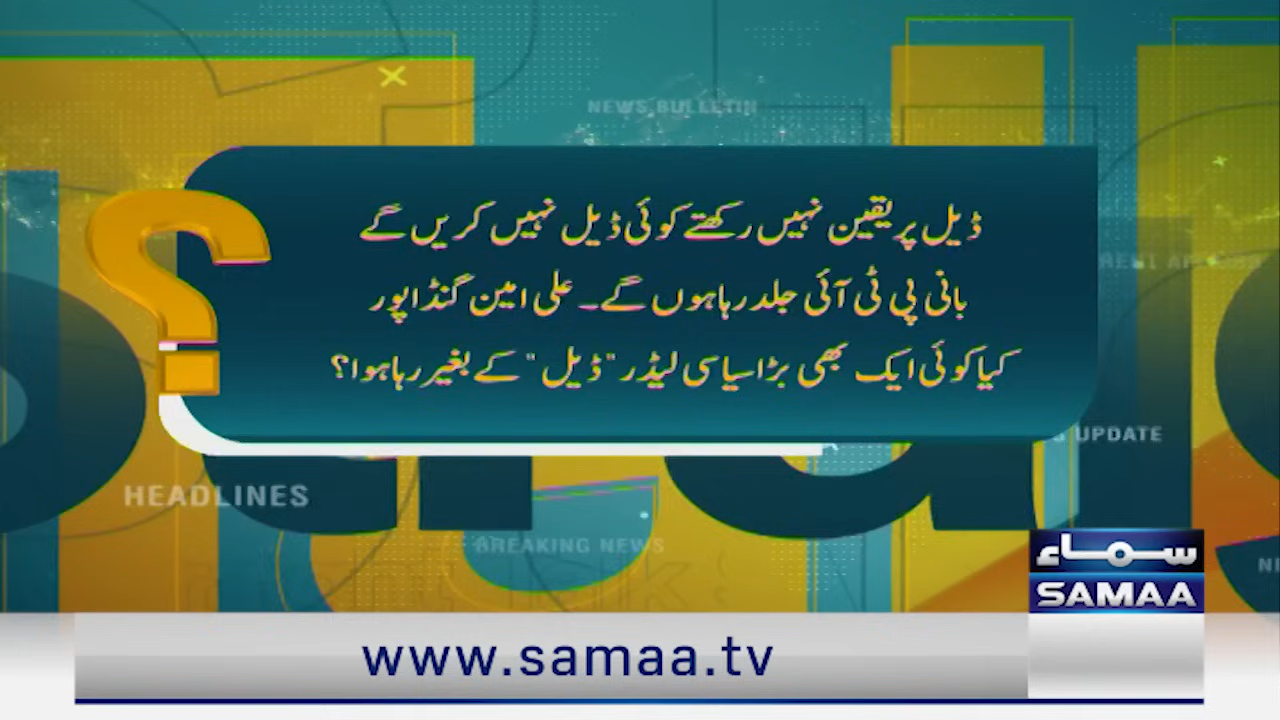 NEWS BULLETIN
ڈیل پر یقین نہیں رکھتے کوئی ڈیل نہیں کریں گے
بانی پی ٹی آئی جلد رہا ہوں گے۔ علی امین گنڈاپور
کیا کوئی ایک بھی بڑا سیاسی لیڈر "ڈیل" کے بغیر رہا ہوا؟
؟
UPDATE
HEADLINES
BREAKING NEWS
سماء
SAMAA
www.samaa.tv